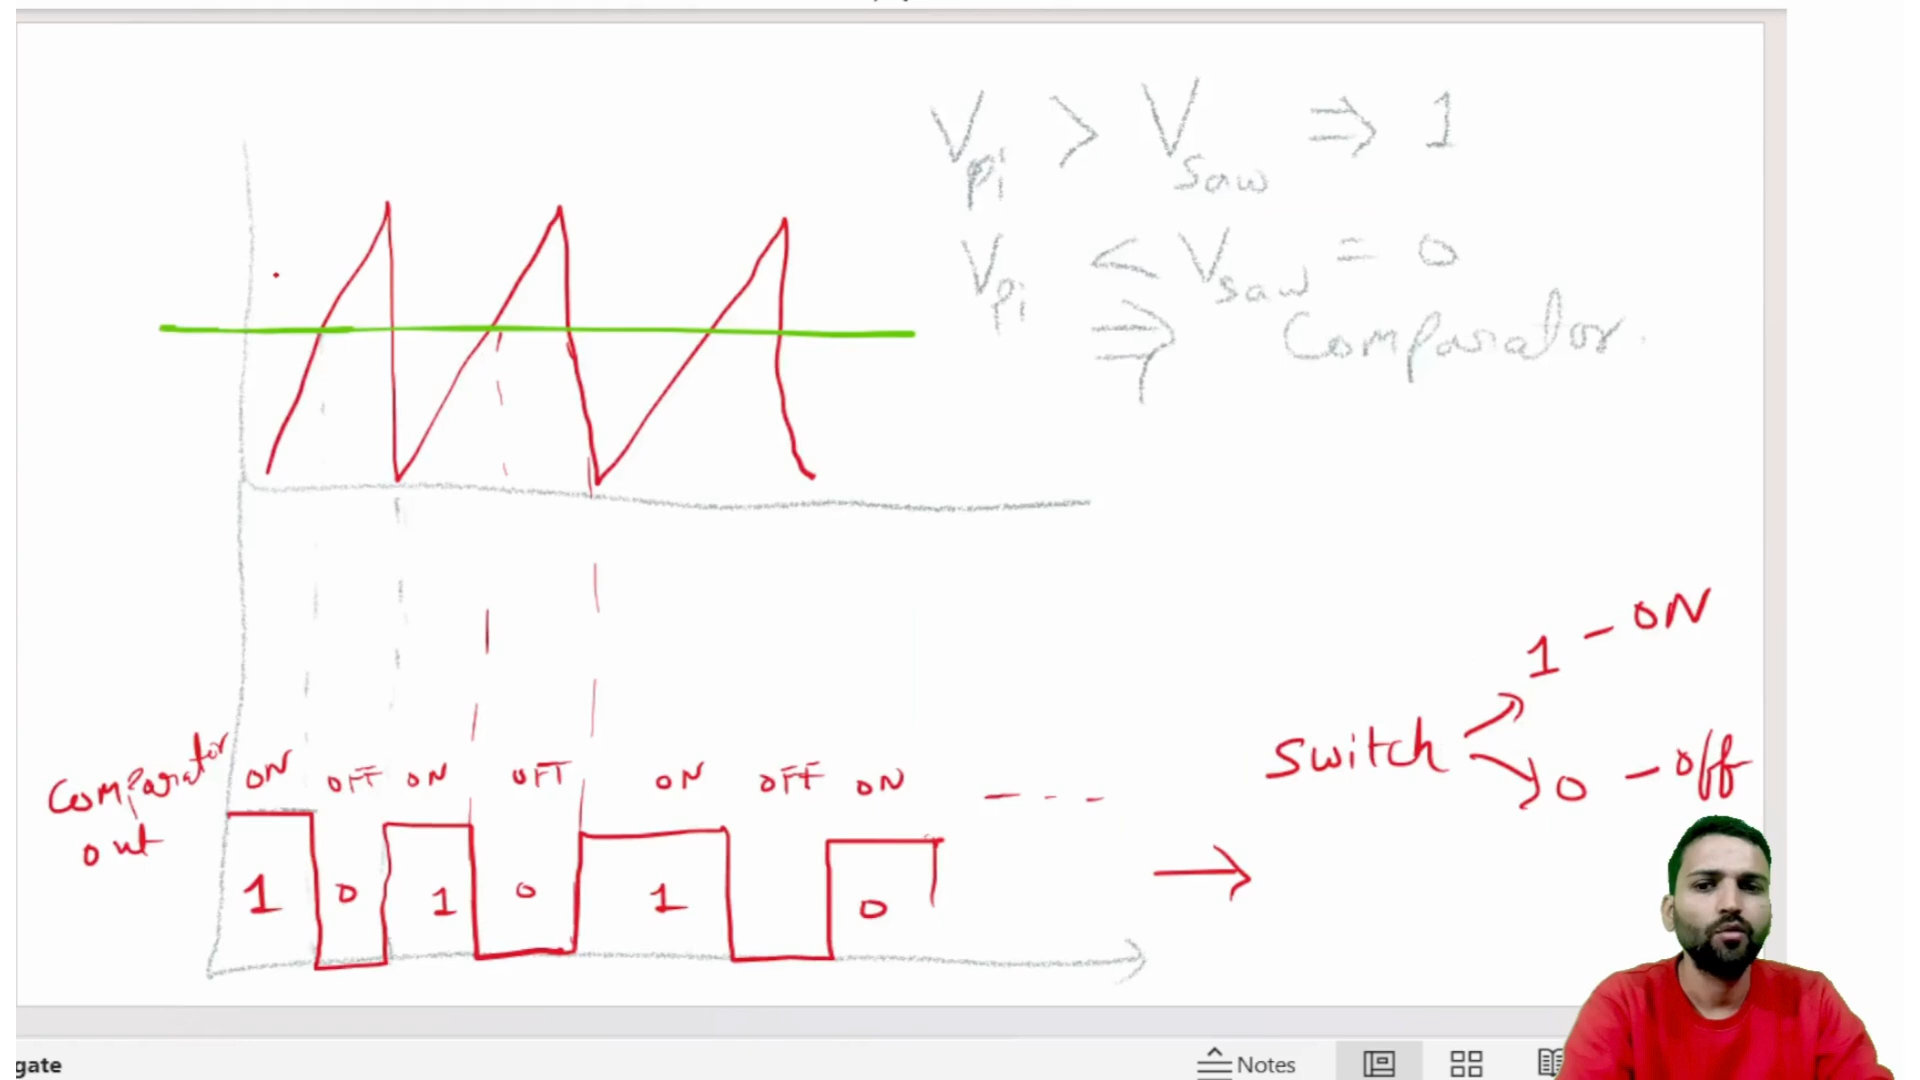 Vpi > Vsaw ⇒ 1
Vpi < Vsaw = 0
⇒ Comparator.
1 - ON
Switch
0 - off
Comparator
out
ON OFF ON OFF ON OFF ON - - - -
1 0 1 0 1 0
gate
Notes